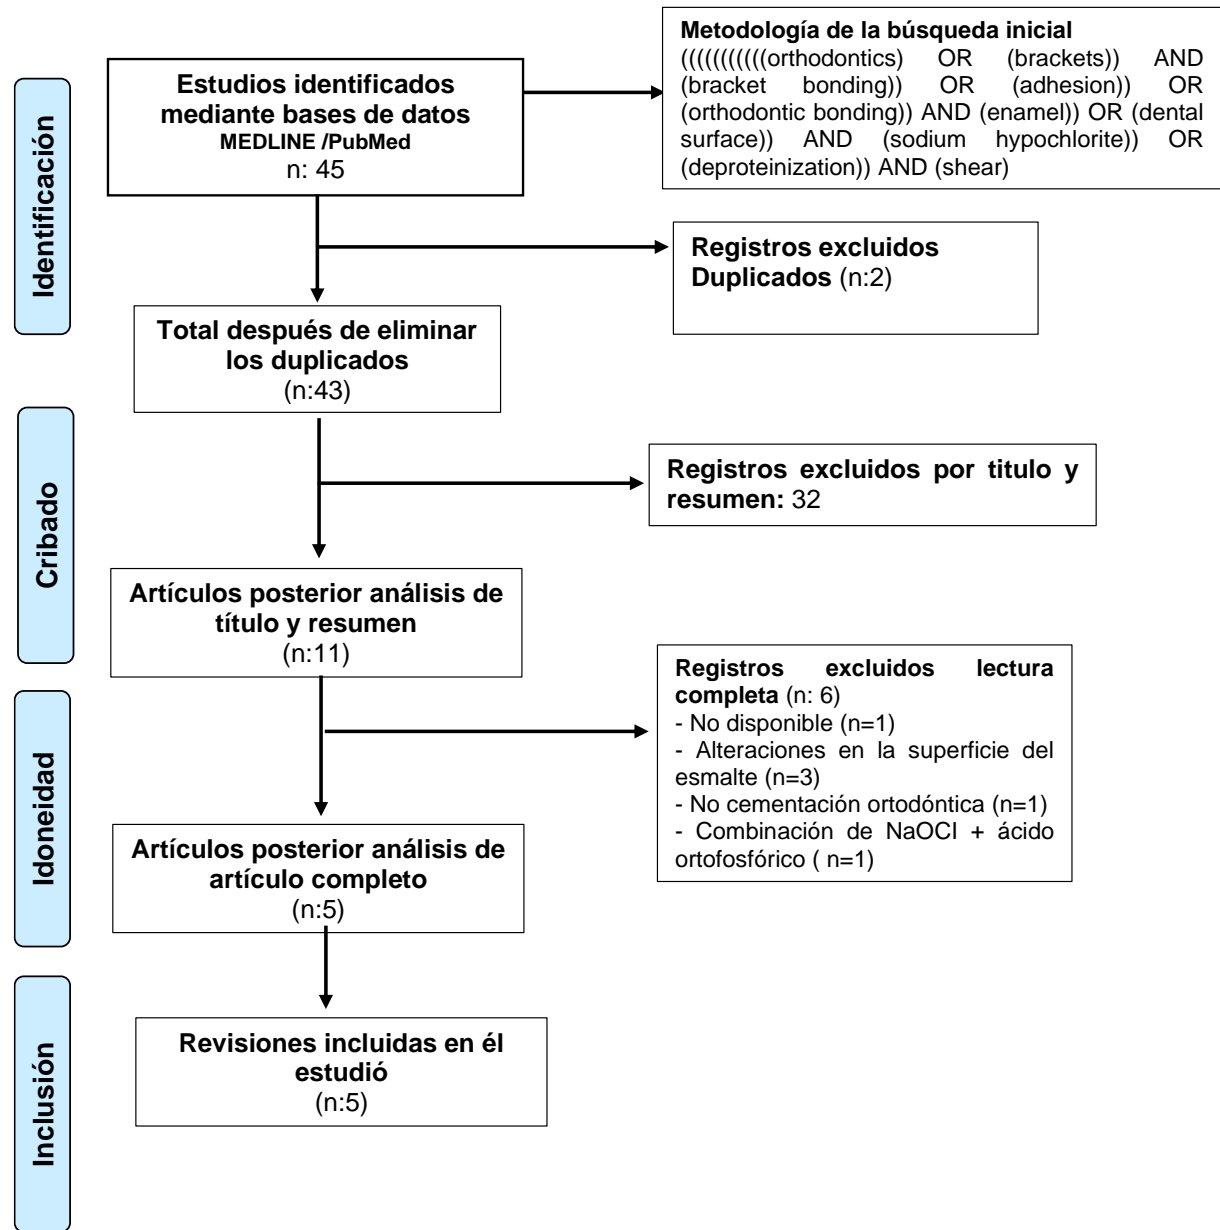 Identificación
Estudios identificados
mediante bases de datos
MEDLINE /PubMed
n: 45
Metodología de la búsqueda inicial
(((((((((((orthodontics) OR (brackets)) AND
(bracket bonding)) OR (adhesion)) OR
(orthodontic bonding)) AND (enamel)) OR (dental
surface)) AND (sodium hypochlorite)) OR
(deproteinization)) AND (shear)
Registros excluidos
Duplicados (n:2)
Total después de eliminar
los duplicados
(n:43)
Cribado
Registros excluidos por titulo y
resumen: 32
Artículos posterior análisis de
título y resumen
(n:11)
Idoneidad
Registros excluidos lectura
completa (n: 6)
- No disponible (n=1)
- Alteraciones en la superficie del
esmalte (n=3)
- No cementación ortodóntica (n=1)
- Combinación de NaOCl + ácido
ortofosfórico ( n=1)
Artículos posterior análisis de
artículo completo
(n:5)
Inclusión
Revisiones incluidas en él
estudió
(n:5)